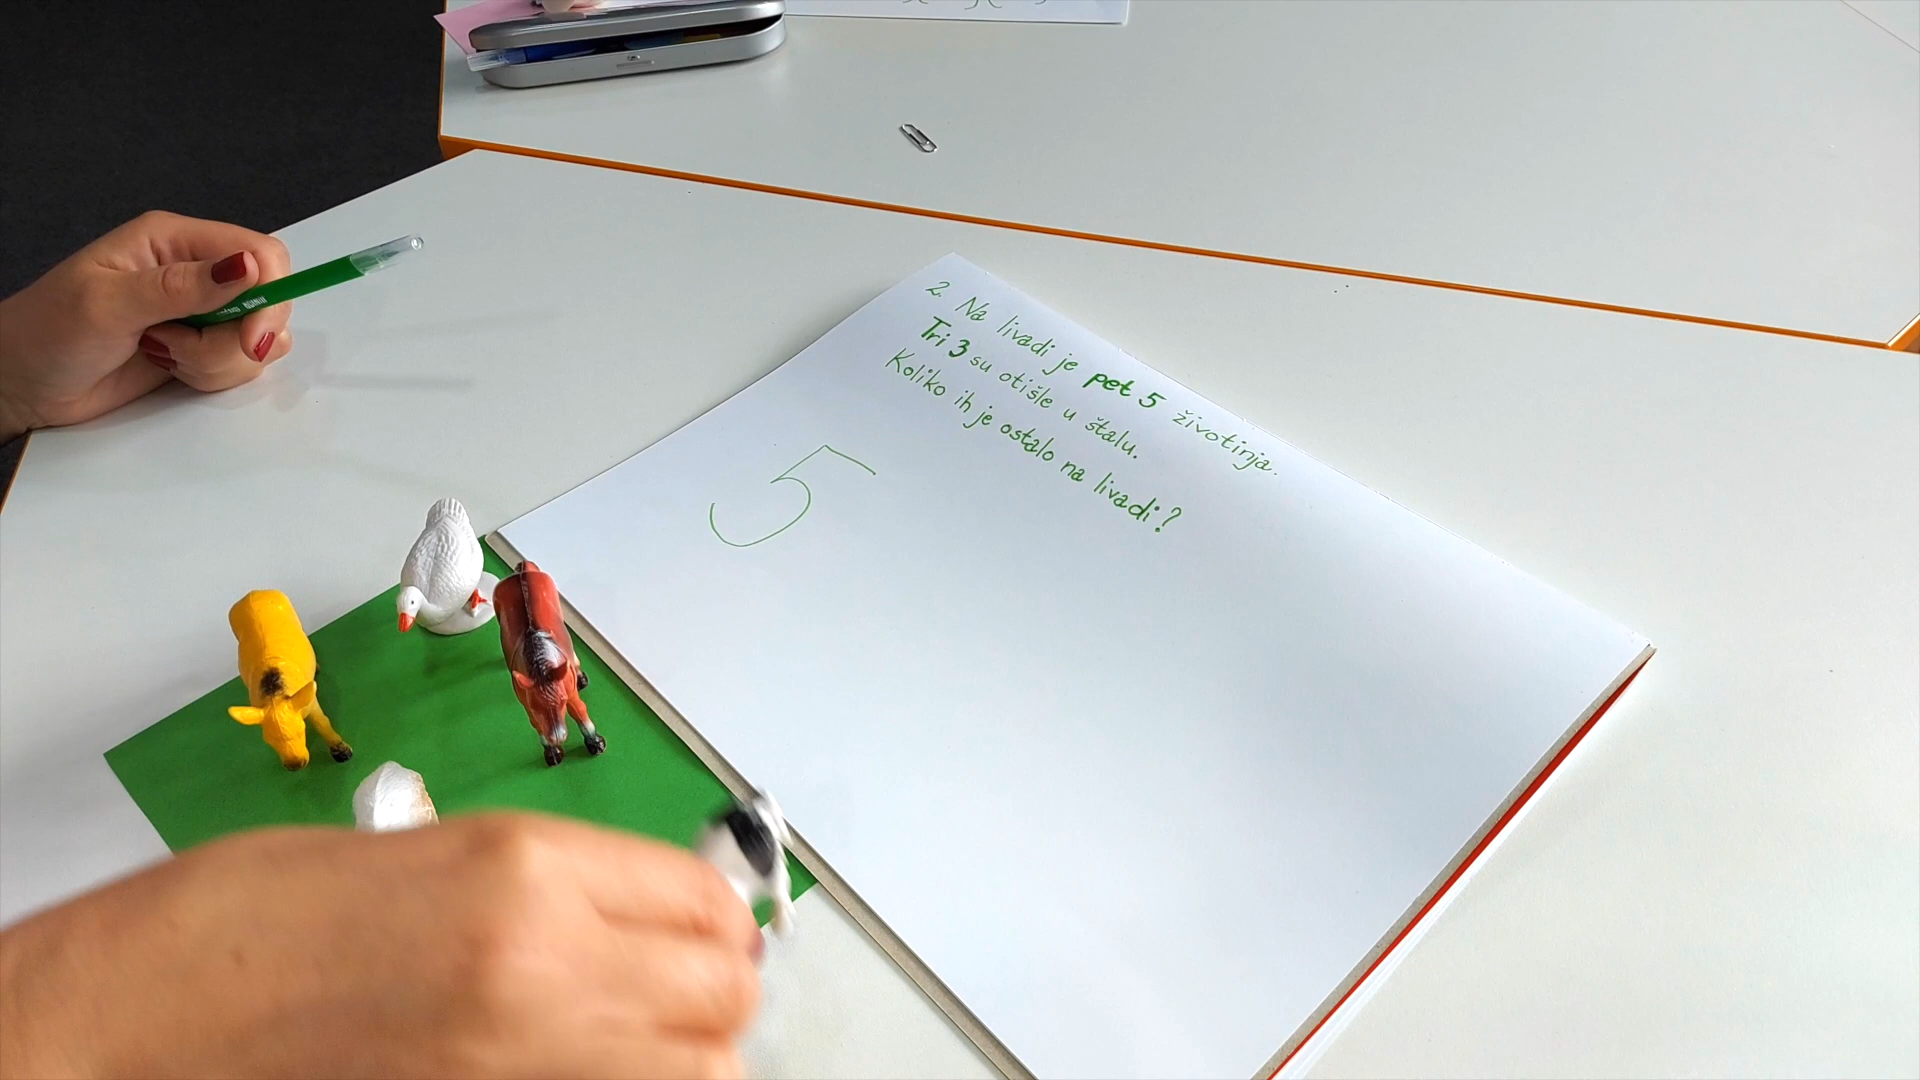 2. Na livadi je pet 5 životinja.
Tri 3 su otišle u štalu.
Koliko ih je ostalo na livadi?
5